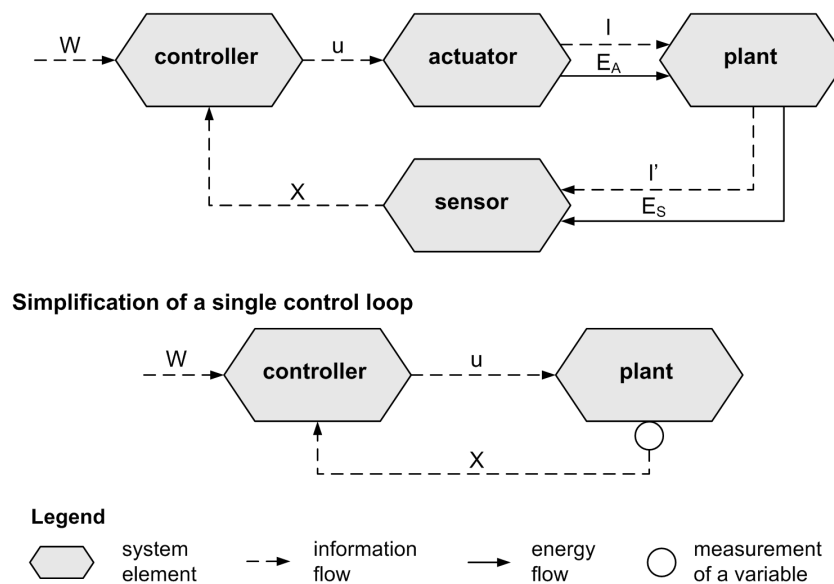 W
controller
u
actuator
I
E_A
plant
I'
X
sensor
E_S
Simplification of a single control loop
W
controller
u
plant
X
Legend
system
element
information
flow
energy
flow
measurement
of a variable